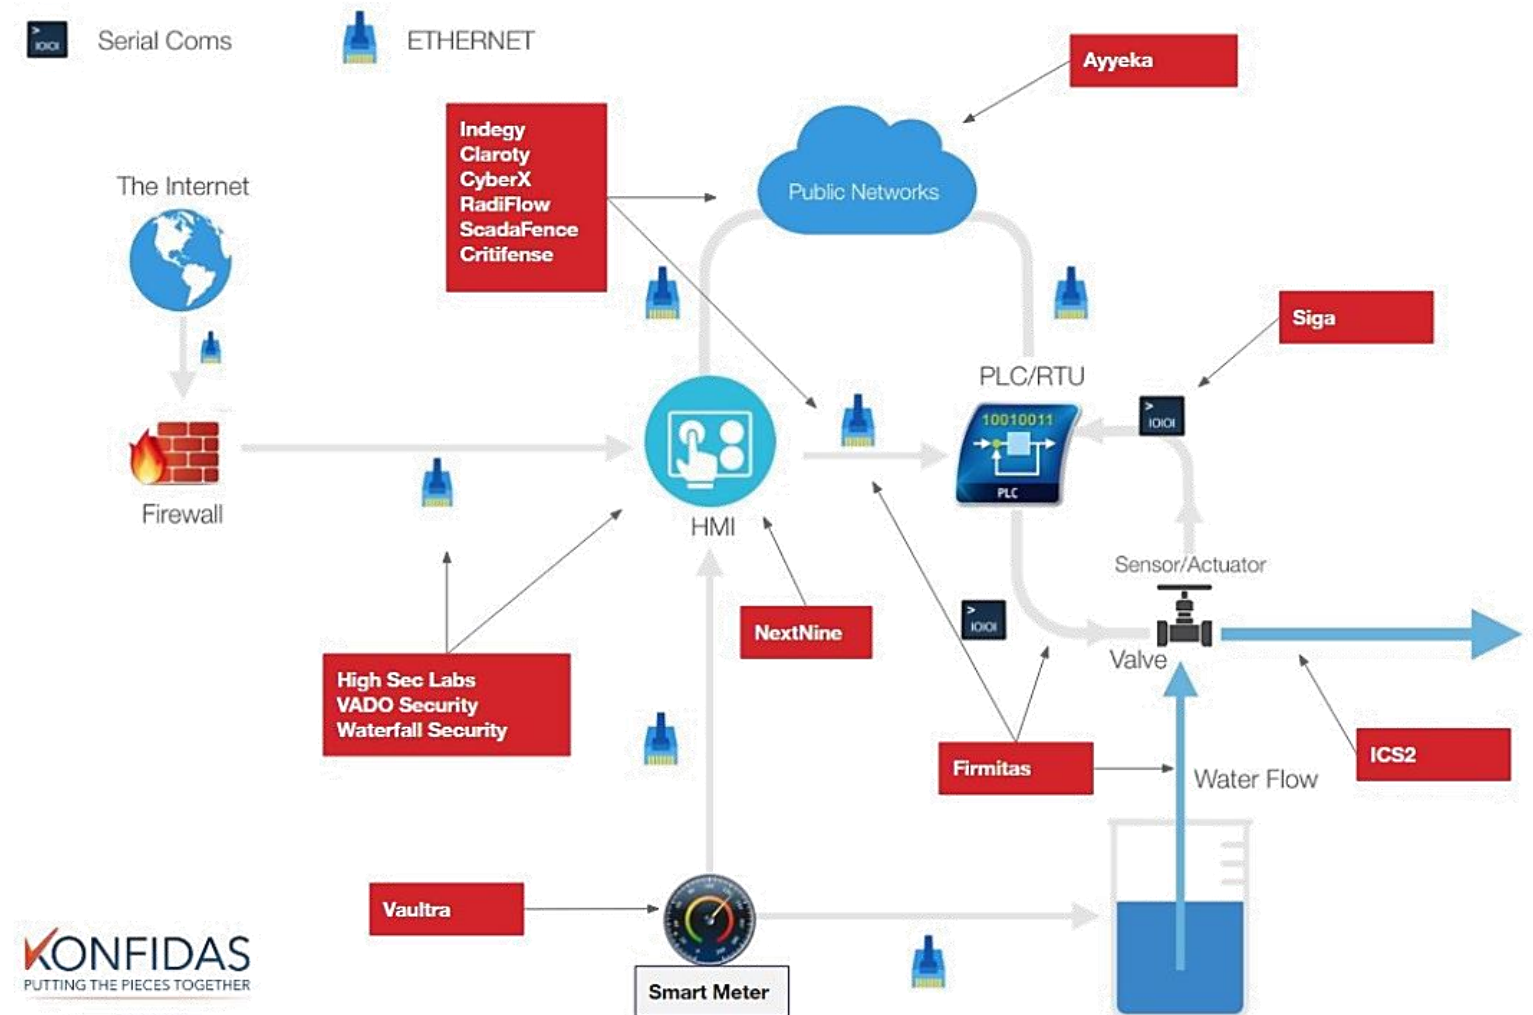 Serial Coms
ETHERNET
Ayyeka
Indegy
Claroty
CyberX
RadiFlow
ScadaFence
Critifense
The Internet
Public Networks
Siga
PLC/RTU
10010011
PLC
Firewall
HMI
Sensor/Actuator
NextNine
Valve
High Sec Labs
VADO Security
Waterfall Security
Firmitas
ICS2
Water Flow
Vaultra
Smart Meter
KONFIDAS
PUTTING THE PIECES TOGETHER
>
IOIOI
>
IOIOI
>
IOIOI